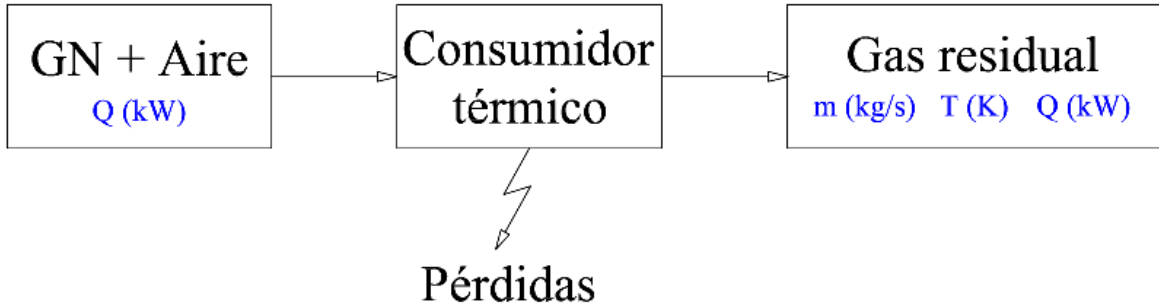 GN + Aire
Q (kW)
Consumidor
térmico
Gas residual
m (kg/s) T (K) Q (kW)
Pérdidas